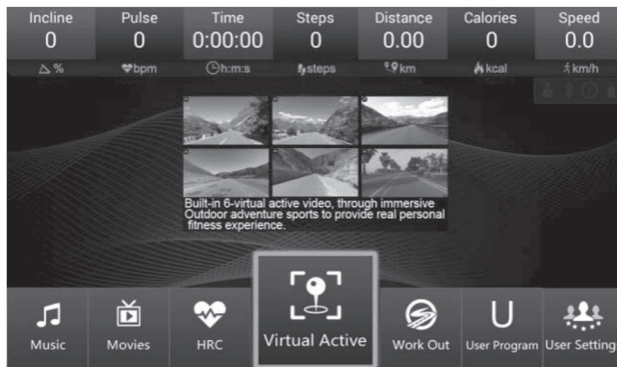 Incline Pulse Time Steps Distance Calories Speed
0 0 0:00:00 0 0.00 0 0.0
% bpm h:m:s steps km kcal km/h
Built-in 6-virtual active video, through immersive
Outdoor adventure sports to provide real personal
fitness experience.
Music Movies HRC Virtual Active Work Out U User Program User Setting